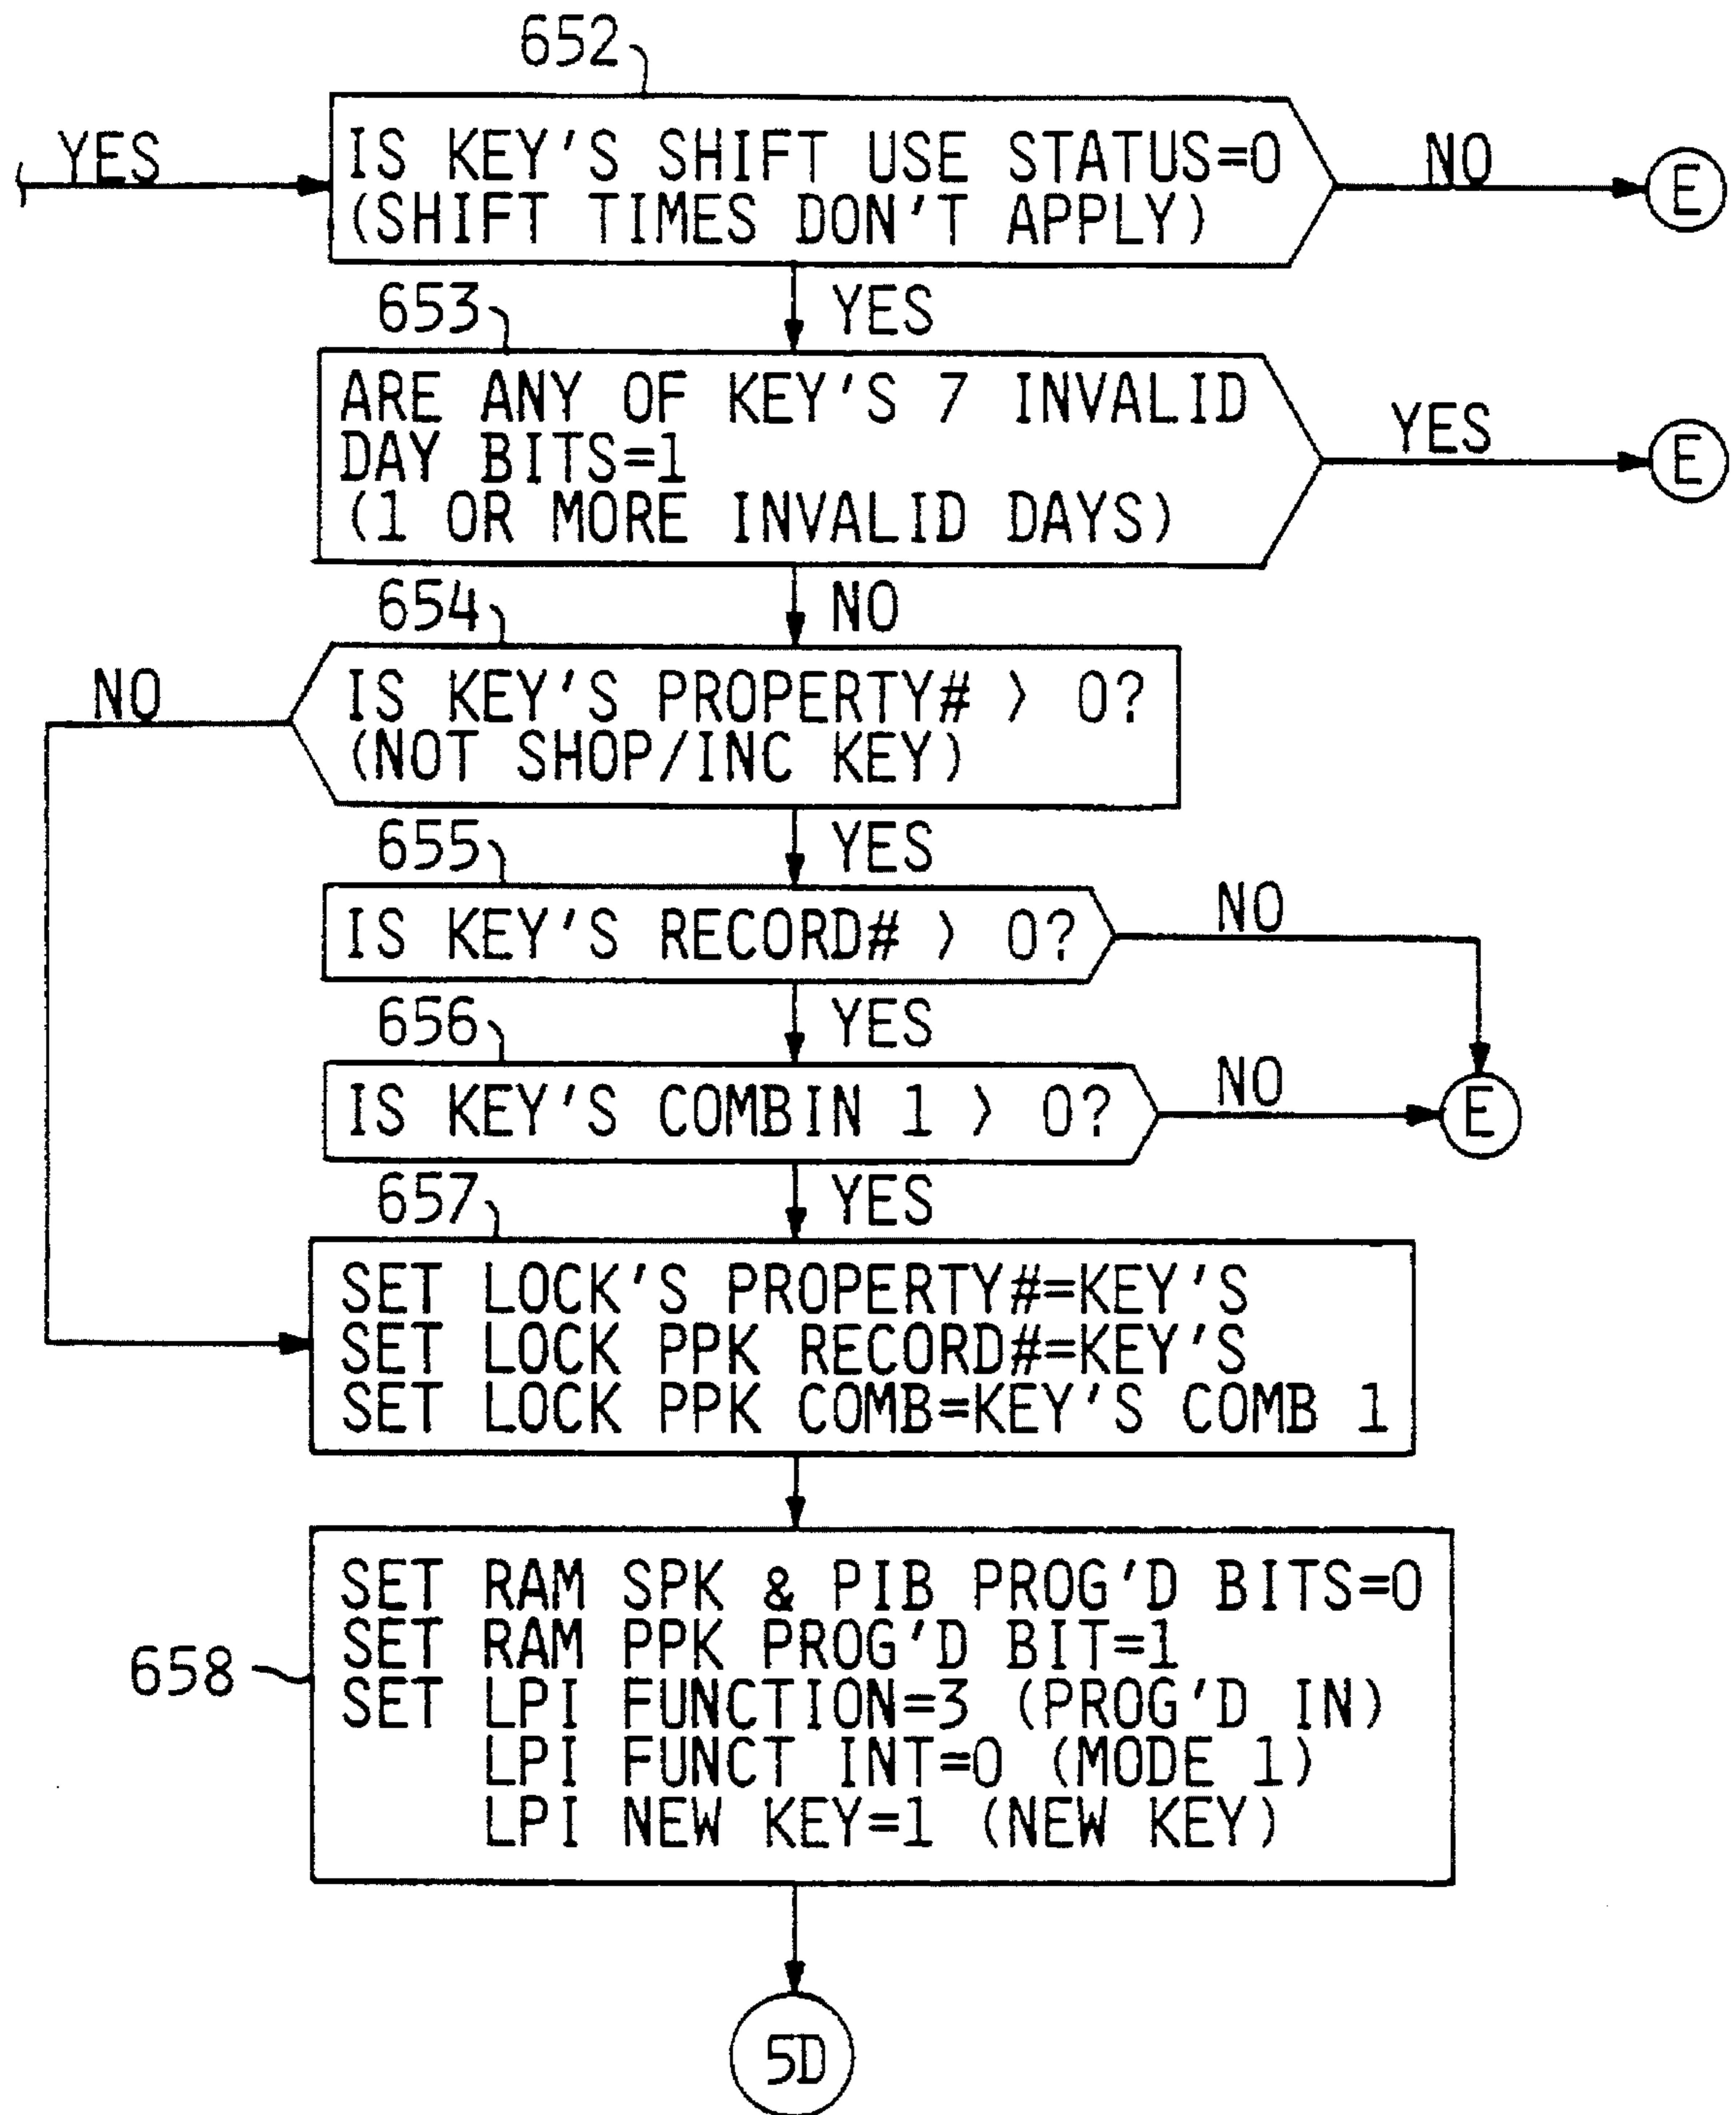 652
YES
IS KEY'S SHIFT USE STATUS=0
(SHIFT TIMES DON'T APPLY)
NO
E
653
YES
ARE ANY OF KEY'S 7 INVALID
DAY BITS=1
(1 OR MORE INVALID DAYS)
YES
E
654
NO
NO
IS KEY'S PROPERTY# > 0?
(NOT SHOP/INC KEY)
655
YES
IS KEY'S RECORD# > 0?
NO
656
YES
IS KEY'S COMBIN 1 > 0?
NO
E
657
YES
SET LOCK'S PROPERTY#=KEY'S
SET LOCK PPK RECORD#=KEY'S
SET LOCK PPK COMB=KEY'S COMB 1
658
SET RAM SPK & PIB PROG'D BITS=0
SET RAM PPK PROG'D BIT=1
SET LPI FUNCTION=3 (PROG'D IN)
LPI FUNCT INT=0 (MODE 1)
LPI NEW KEY=1 (NEW KEY)
5D